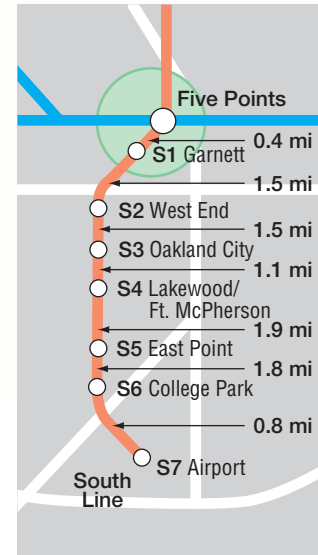 Five Points
0.4 mi
S1 Garnett
1.5 mi
S2 West End
1.5 mi
S3 Oakland City
1.1 mi
S4 Lakewood/
Ft. McPherson
1.9 mi
S5 East Point
1.8 mi
S6 College Park
0.8 mi
S7 Airport
South
Line